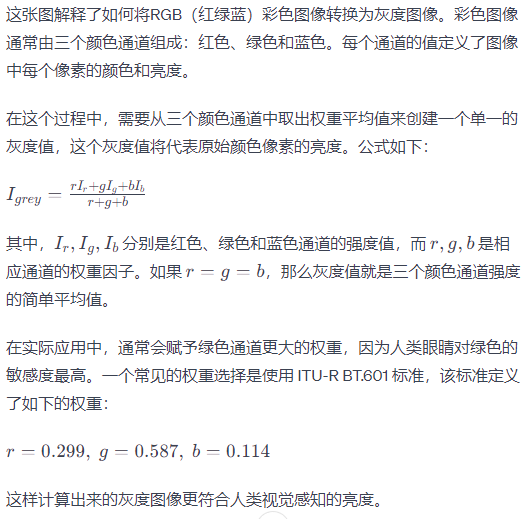 这张图解释了如何将RGB（红绿蓝）彩色图像转换为灰度图像。彩色图像
通常由三个颜色通道组成：红色、绿色和蓝色。每个通道的值定义了图像
中每个像素的颜色和亮度。
在这个过程中，需要从三个颜色通道中取出权重平均值来创建一个单一的
灰度值，这个灰度值将代表原始颜色像素的亮度。公式如下：
$I_{grey} = \frac{rI_r+gI_g+bI_b}{r+g+b}$
其中，$I_r, I_g, I_b$ 分别是红色、绿色和蓝色通道的强度值，而 $r, g, b$ 是相
应通道的权重因子。如果 $r = g = b$，那么灰度值就是三个颜色通道强度
的简单平均值。
在实际应用中，通常会赋予绿色通道更大的权重，因为人类眼睛对绿色的
敏感度最高。一个常见的权重选择是使用 ITU-R BT.601 标准，该标准定义
了如下的权重：
$r = 0.299, \; g = 0.587, \; b = 0.114$
这样计算出来的灰度图像更符合人类视觉感知的亮度。